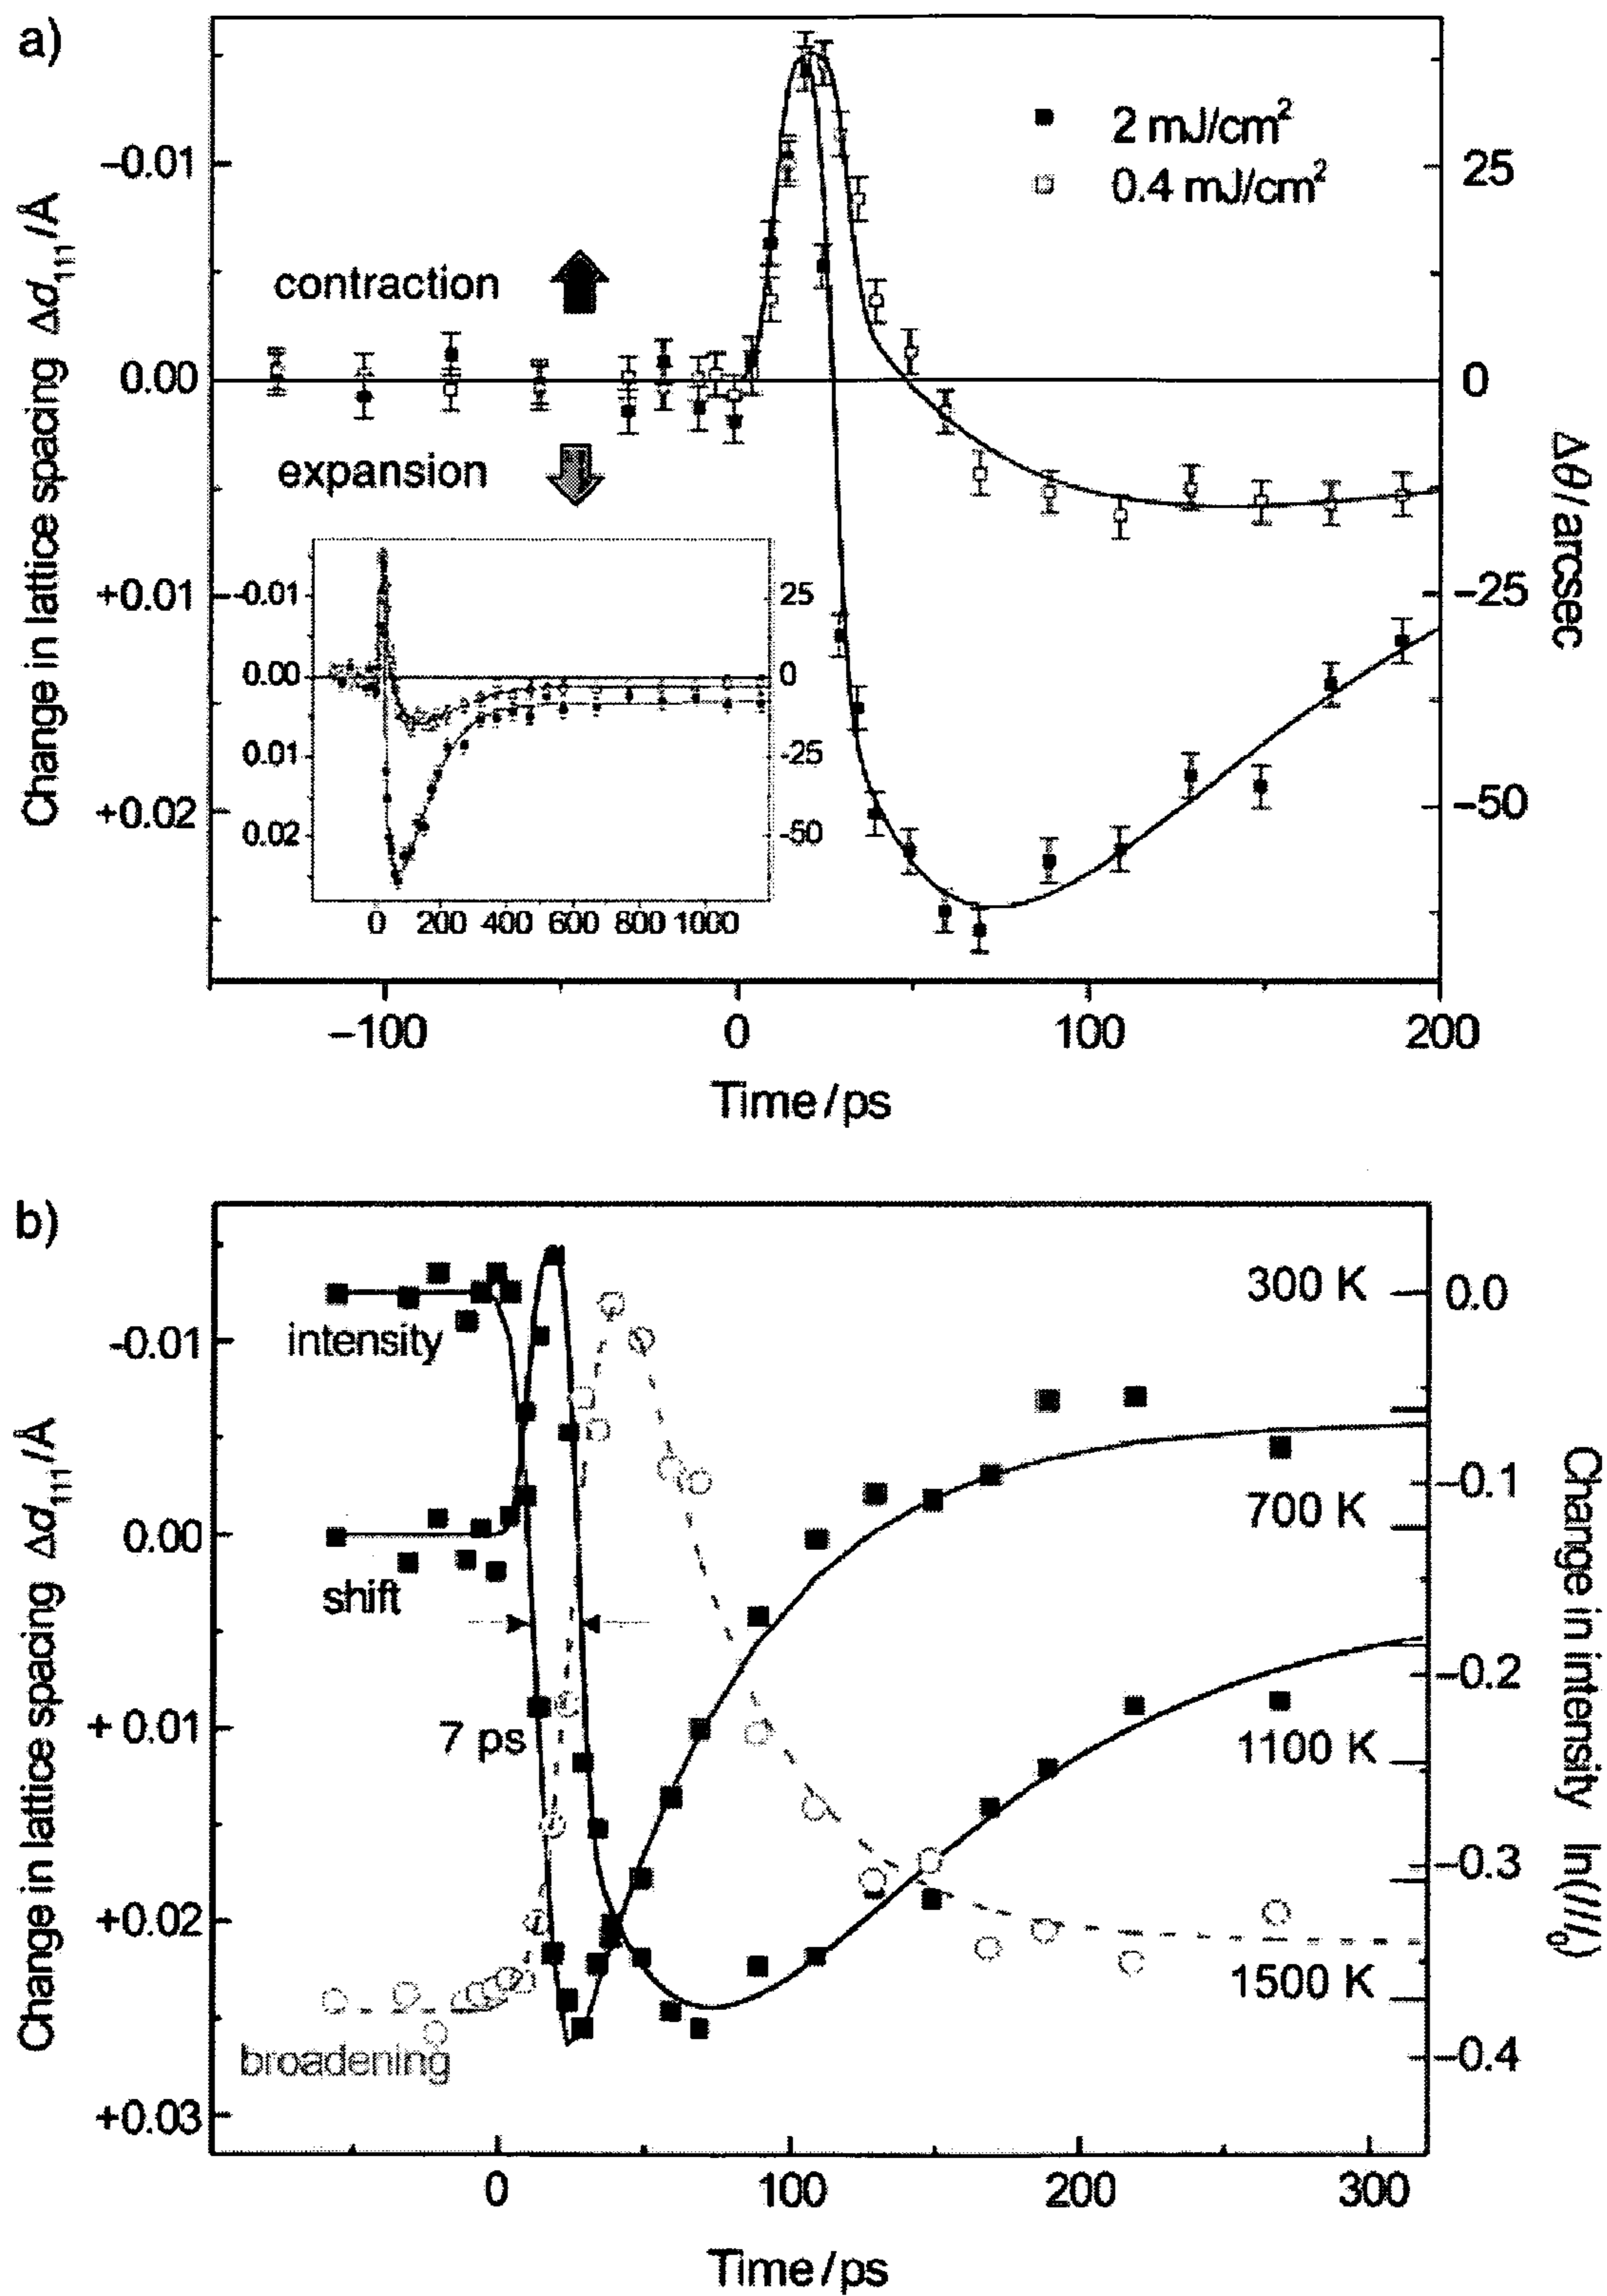 a)
2 mJ/cm²
0.4 mJ/cm²
contraction
expansion
Change in lattice spacing Δd₁₁₁/Å
–0.01
0.00
+0.01
+0.02
25
0
–25
–50
Δθ/arcsec
-0.01
0.00
0.01
0.02
25
0
-25
-50
0 200 400 600 800 1000
–100 0 100 200
Time/ps
b)
Change in lattice spacing Δd₁₁₁/Å
-0.01
0.00
+ 0.01
+0.02
+0.03
intensity
shift
7 ps
broadening
300 K
700 K
1100 K
1500 K
0.0
–0.1
–0.2
–0.3
–0.4
Change in intensity ln(I/I₀)
0 100 200 300
Time/ps